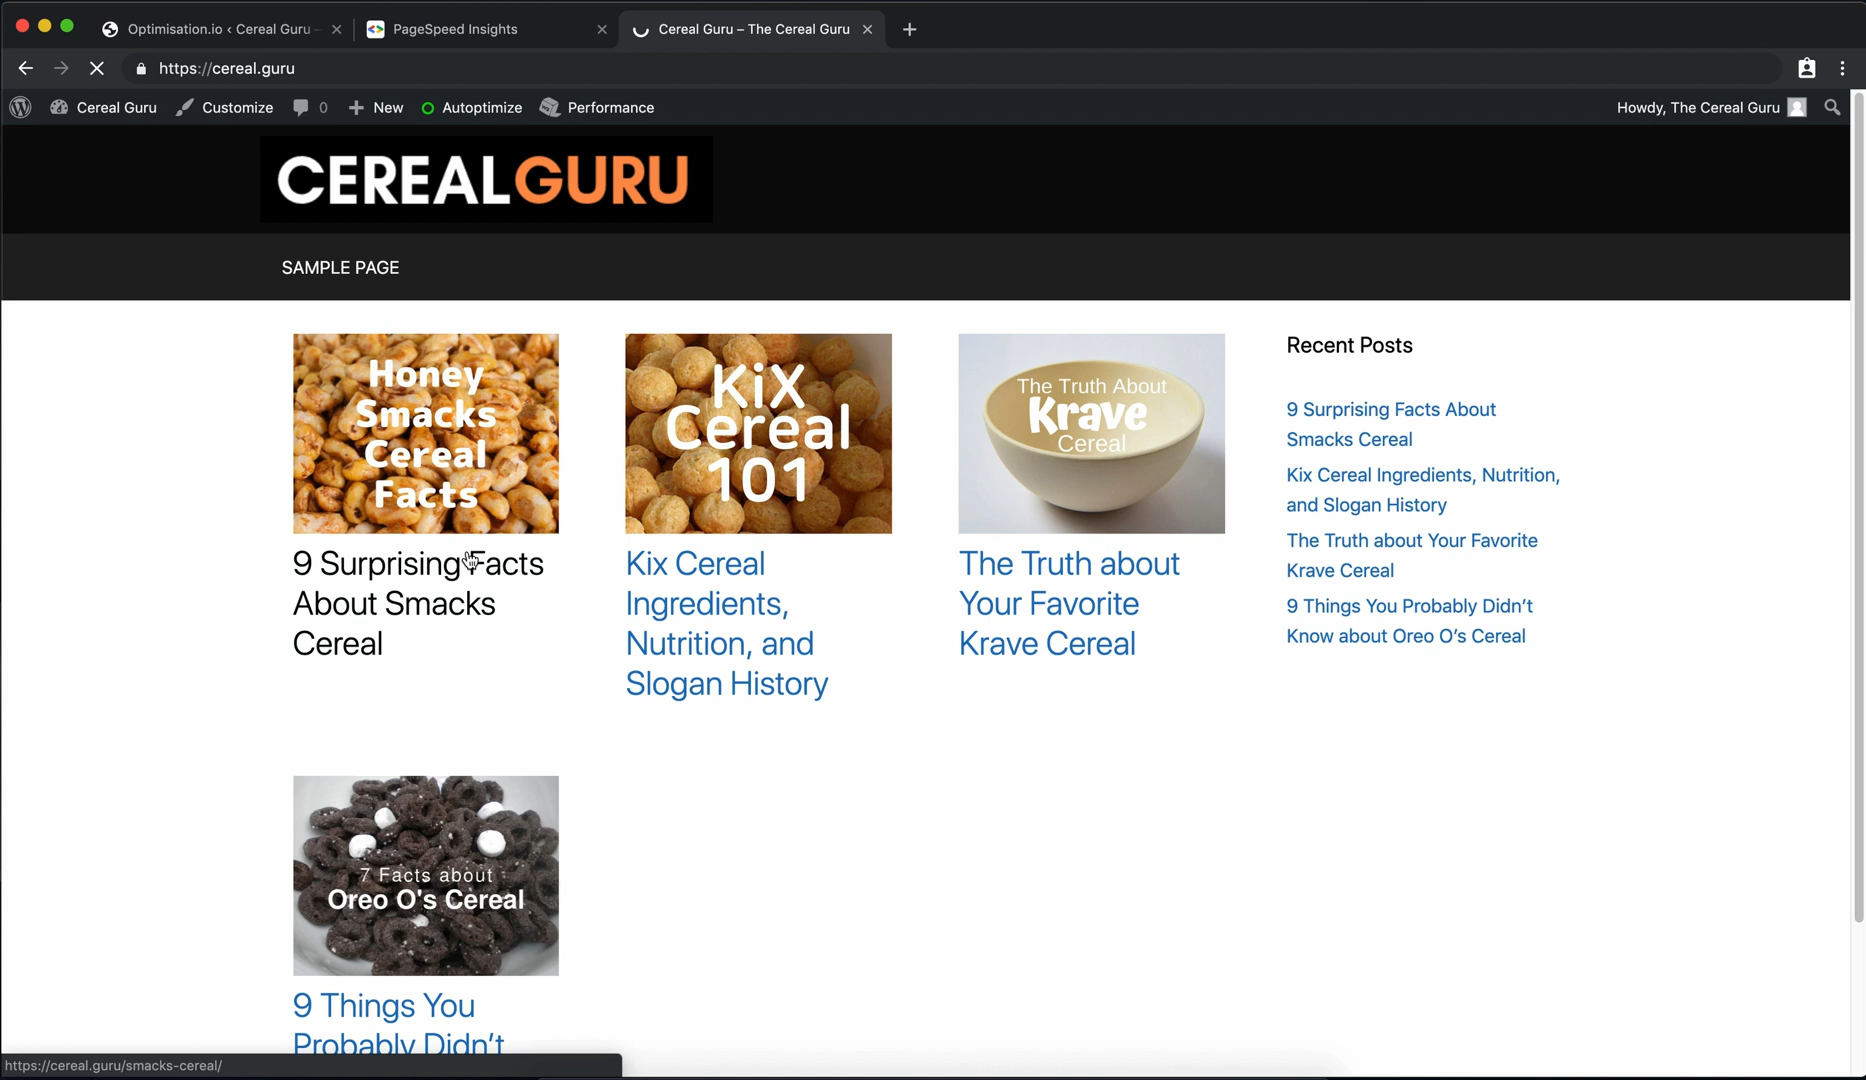 Optimisation.io ‹ Cereal Guru –
PageSpeed Insights
Cereal Guru – The Cereal Guru
https://cereal.guru
Cereal Guru
Customize
0
New
Autoptimize
Performance
Howdy, The Cereal Guru
CEREALGURU
SAMPLE PAGE
Honey
Smacks
Cereal
Facts
9 Surprising Facts
About Smacks
Cereal
KiX
Cereal
101
Kix Cereal
Ingredients,
Nutrition, and
Slogan History
The Truth About
Krave
Cereal
The Truth about
Your Favorite
Krave Cereal
Recent Posts
9 Surprising Facts About
Smacks Cereal
Kix Cereal Ingredients, Nutrition,
and Slogan History
The Truth about Your Favorite
Krave Cereal
9 Things You Probably Didn’t
Know about Oreo O’s Cereal
7 Facts about
Oreo O's Cereal
9 Things You
Probably Didn’t
https://cereal.guru/smacks-cereal/